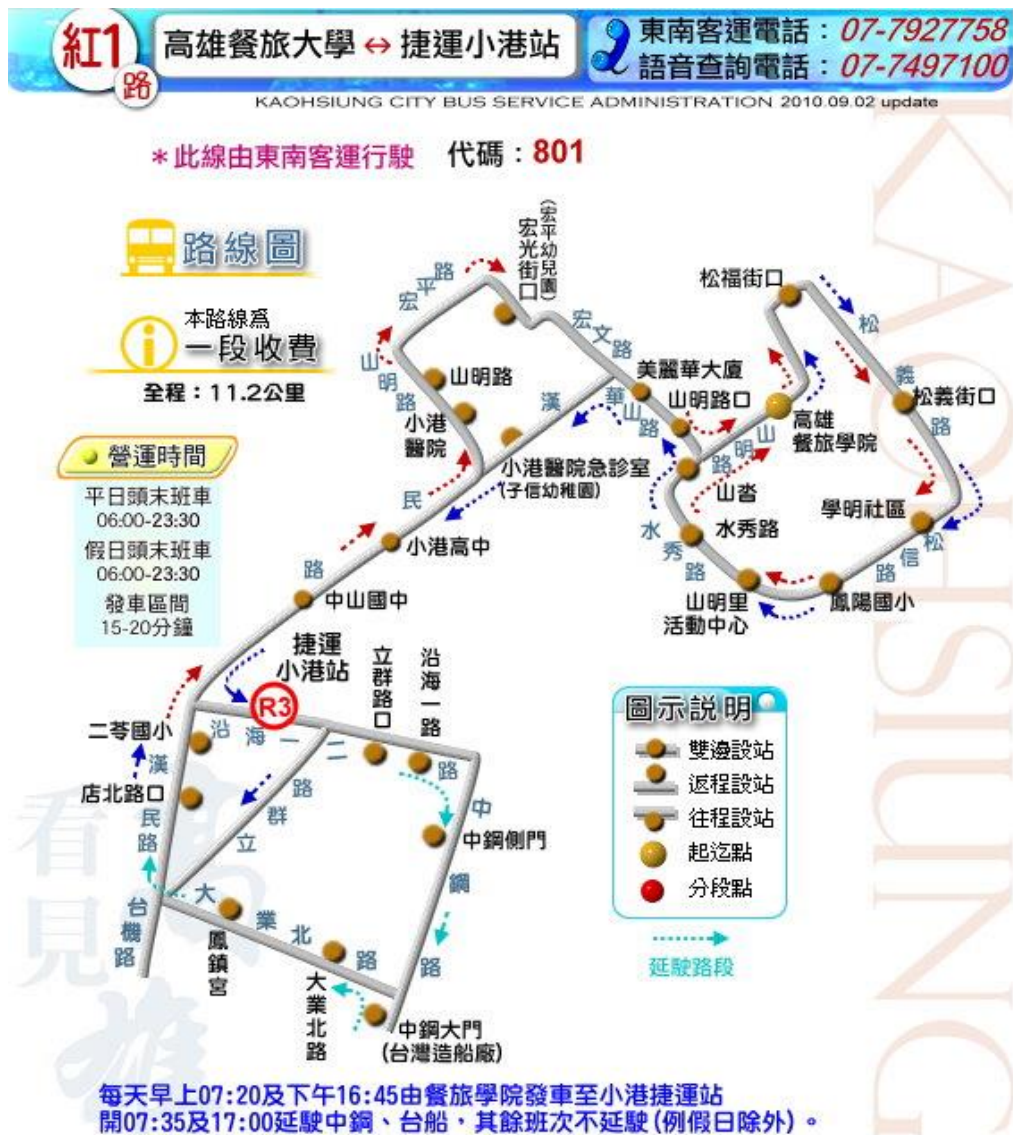 紅1
路
高雄餐旅大學 ↔ 捷運小港站
東南客運電話：07-7927758
語音查詢電話：07-7497100
KAOHSIUNG CITY BUS SERVICE ADMINISTRATION 2010.09.02 update
＊此線由東南客運行駛 代碼：801
路線圖
本路線爲
一段收費
全程：11.2公里
營運時間
平日頭末班車
06:00-23:30
假日頭末班車
06:00-23:30
發車區間
15-20分鐘
宏平路
宏光街口
(宏平幼兒園)
宏文路
山明路
山明路
小港
醫院
漢民路
小港醫院急診室
(子信幼稚園)
美麗華大廈
山明路口
華山路
山明路
高雄
餐旅學院
松福街口
松義路
松義街口
學明社區
松信路
鳳陽國小
山明里
活動中心
水秀路
水秀路
山沓
小港高中
中山國中
捷運
小港站
R3
立群路口
沿海一路
沿海一二路
二苓國小
店北路口
漢民路
立群路
中鋼側門
中鋼路
台機路
大業北路
鳳鎮宮
大業北路
中鋼大門
(台灣造船廠)
圖示説明
雙邊設站
返程設站
往程設站
起迄點
分段點
延駛路段
每天早上07:20及下午16:45由餐旅學院發車至小港捷運站
開07:35及17:00延駛中鋼、台船，其餘班次不延駛(例假日除外)。
KAOHSIUNG
看見
高雄